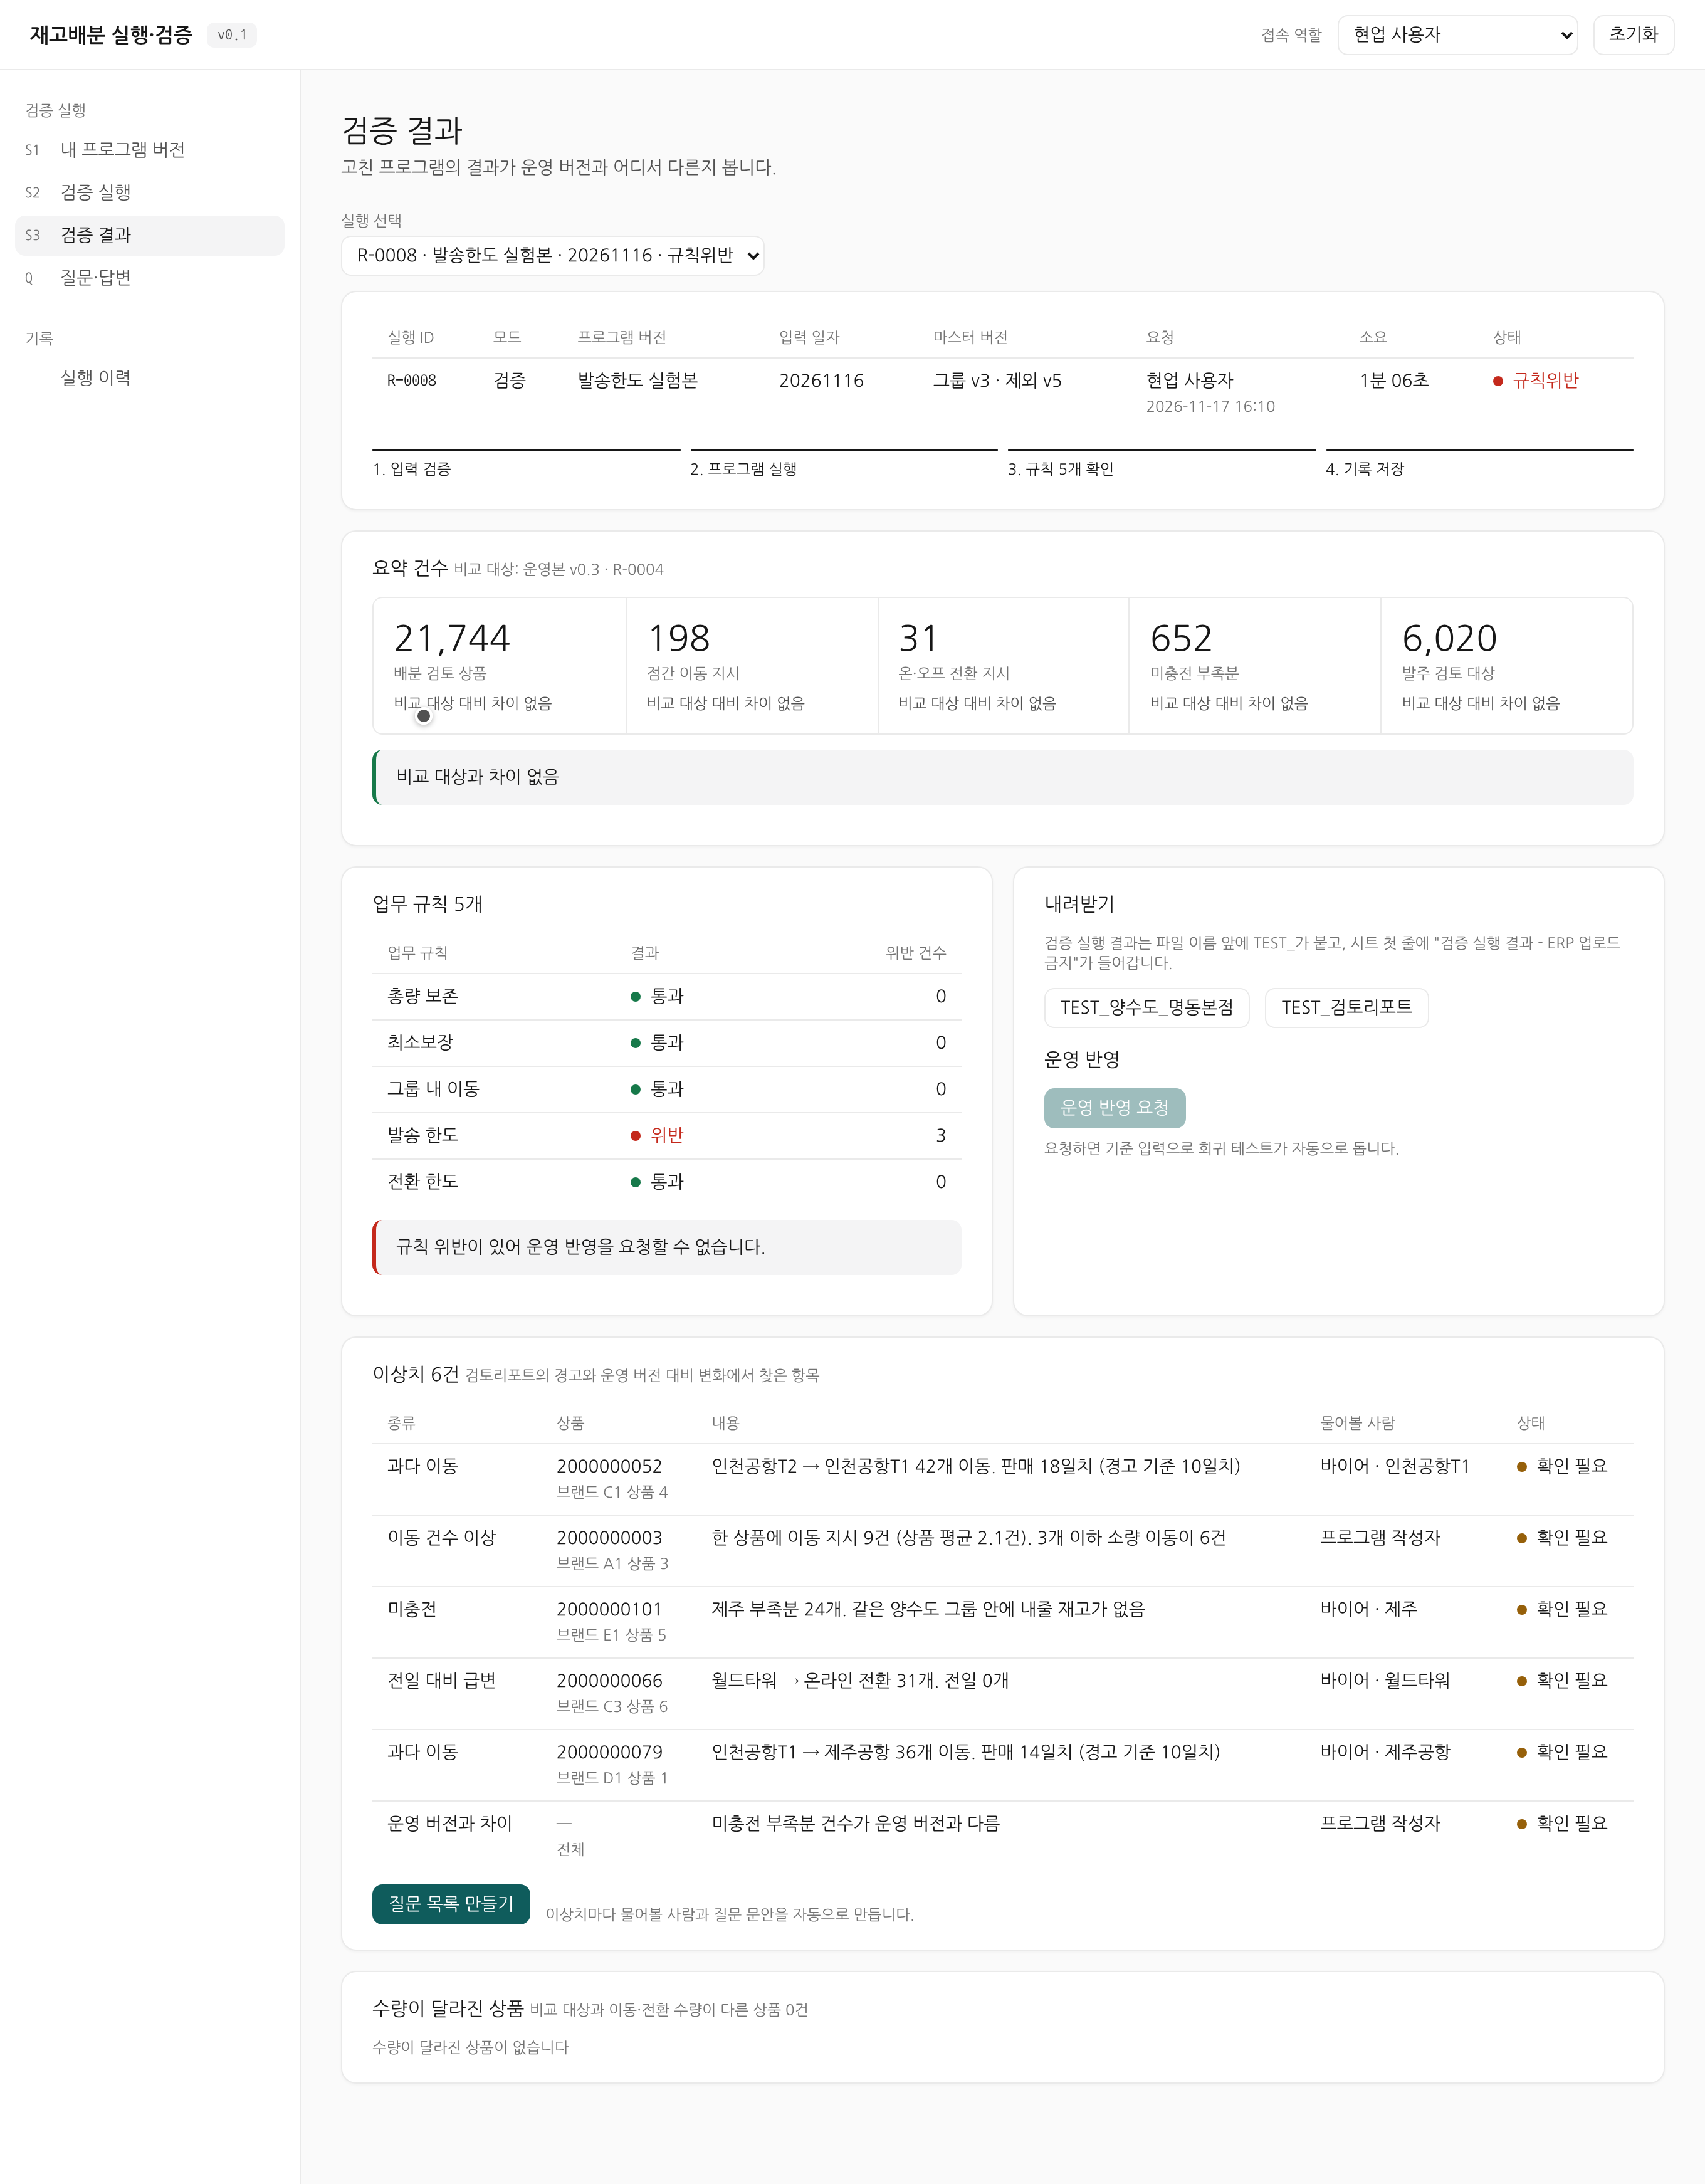 재고배분 실행·검증 v0.1 접속 역할 현업 사용자 초기화
검증 실행
S1 내 프로그램 버전
S2 검증 실행
S3 검증 결과
Q 질문·답변
기록
실행 이력
검증 결과
고친 프로그램의 결과가 운영 버전과 어디서 다른지 봅니다.
실행 선택
R-0008 · 발송한도 실험본 · 20261116 · 규칙위반
실행 ID 모드 프로그램 버전 입력 일자 마스터 버전 요청 소요 상태
R-0008 검증 발송한도 실험본 20261116 그룹 v3 · 제외 v5 현업 사용자 1분 06초 규칙위반
2026-11-17 16:10
1. 입력 검증 2. 프로그램 실행 3. 규칙 5개 확인 4. 기록 저장
요약 건수 비교 대상: 운영본 v0.3 · R-0004
21,744 198 31 652 6,020
배분 검토 상품 점간 이동 지시 온·오프 전환 지시 미충전 부족분 발주 검토 대상
비교 대상 대비 차이 없음 비교 대상 대비 차이 없음 비교 대상 대비 차이 없음 비교 대상 대비 차이 없음 비교 대상 대비 차이 없음
비교 대상과 차이 없음
업무 규칙 5개
업무 규칙 결과 위반 건수
총량 보존 통과 0
최소보장 통과 0
그룹 내 이동 통과 0
발송 한도 위반 3
전환 한도 통과 0
규칙 위반이 있어 운영 반영을 요청할 수 없습니다.
내려받기
검증 실행 결과는 파일 이름 앞에 TEST_가 붙고, 시트 첫 줄에 "검증 실행 결과 - ERP 업로드
금지"가 들어갑니다.
TEST_양수도_명동본점 TEST_검토리포트
운영 반영
운영 반영 요청
요청하면 기준 입력으로 회귀 테스트가 자동으로 돕니다.
이상치 6건 검토리포트의 경고와 운영 버전 대비 변화에서 찾은 항목
종류 상품 내용 물어볼 사람 상태
과다 이동 2000000052 인천공항T2 → 인천공항T1 42개 이동. 판매 18일치 (경고 기준 10일치) 바이어 · 인천공항T1 확인 필요
브랜드 C1 상품 4
이동 건수 이상 2000000003 한 상품에 이동 지시 9건 (상품 평균 2.1건). 3개 이하 소량 이동이 6건 프로그램 작성자 확인 필요
브랜드 A1 상품 3
미충전 2000000101 제주 부족분 24개. 같은 양수도 그룹 안에 내줄 재고가 없음 바이어 · 제주 확인 필요
브랜드 E1 상품 5
전일 대비 급변 2000000066 월드타워 → 온라인 전환 31개. 전일 0개 바이어 · 월드타워 확인 필요
브랜드 C3 상품 6
과다 이동 2000000079 인천공항T1 → 제주공항 36개 이동. 판매 14일치 (경고 기준 10일치) 바이어 · 제주공항 확인 필요
브랜드 D1 상품 1
운영 버전과 차이 — 미충전 부족분 건수가 운영 버전과 다름 프로그램 작성자 확인 필요
전체
질문 목록 만들기 이상치마다 물어볼 사람과 질문 문안을 자동으로 만듭니다.
수량이 달라진 상품 비교 대상과 이동·전환 수량이 다른 상품 0건
수량이 달라진 상품이 없습니다